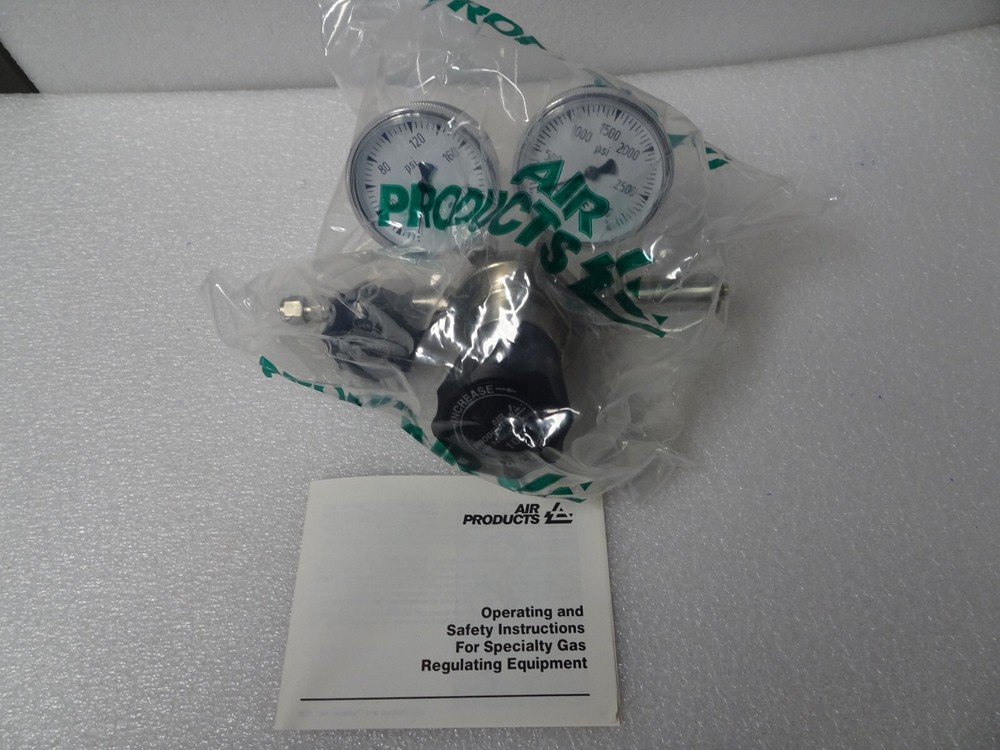 AIR
PRODUCTS
80
120
160
psi
1000
1500
2000
2500
psi
INCREASE
AIR
PRODUCTS
Operating and
Safety Instructions
For Specialty Gas
Regulating Equipment